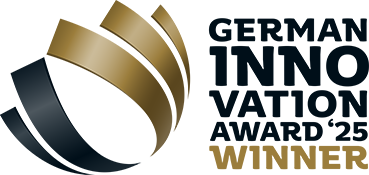 GERMAN
INNO
VATION
AWARD ‘25
WINNER